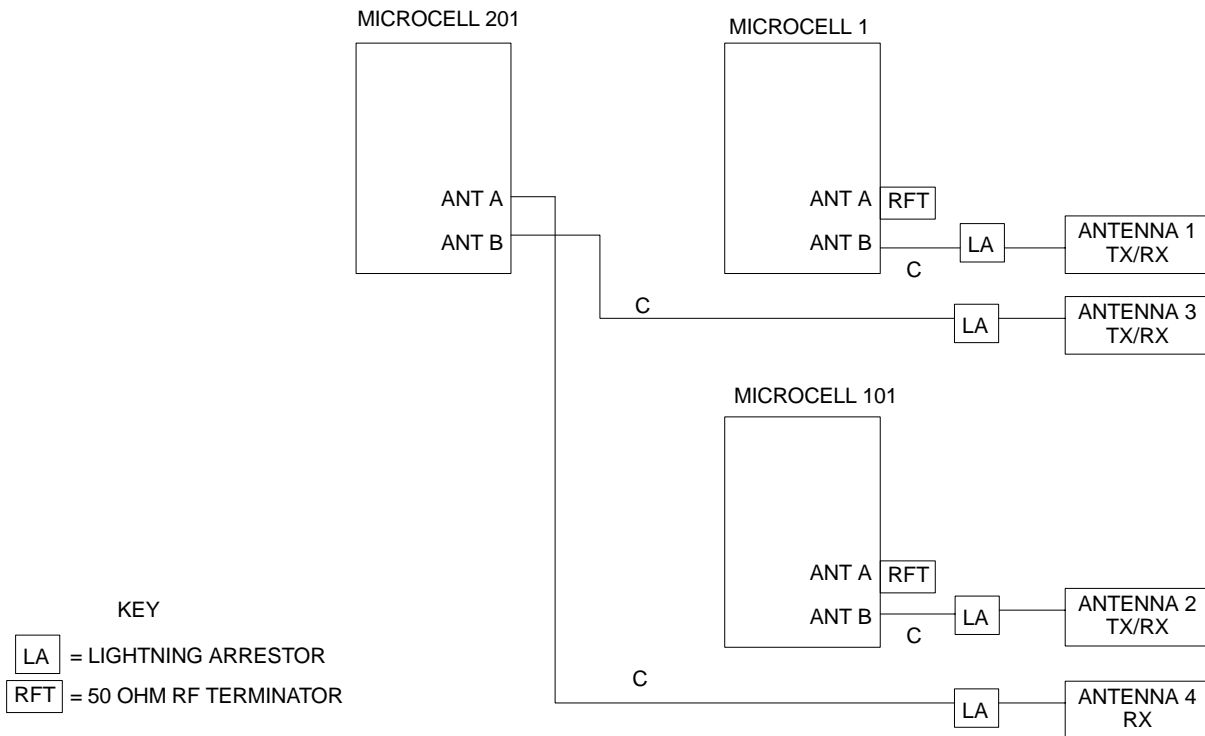 MICROCELL 201
MICROCELL 1
ANT A
ANT B
ANT A
RFT
ANT B
C
LA
ANTENNA 1
TX/RX
C
LA
ANTENNA 3
TX/RX
MICROCELL 101
ANT A
RFT
ANT B
C
LA
ANTENNA 2
TX/RX
C
LA
ANTENNA 4
RX
KEY
LA = LIGHTNING ARRESTOR
RFT = 50 OHM RF TERMINATOR